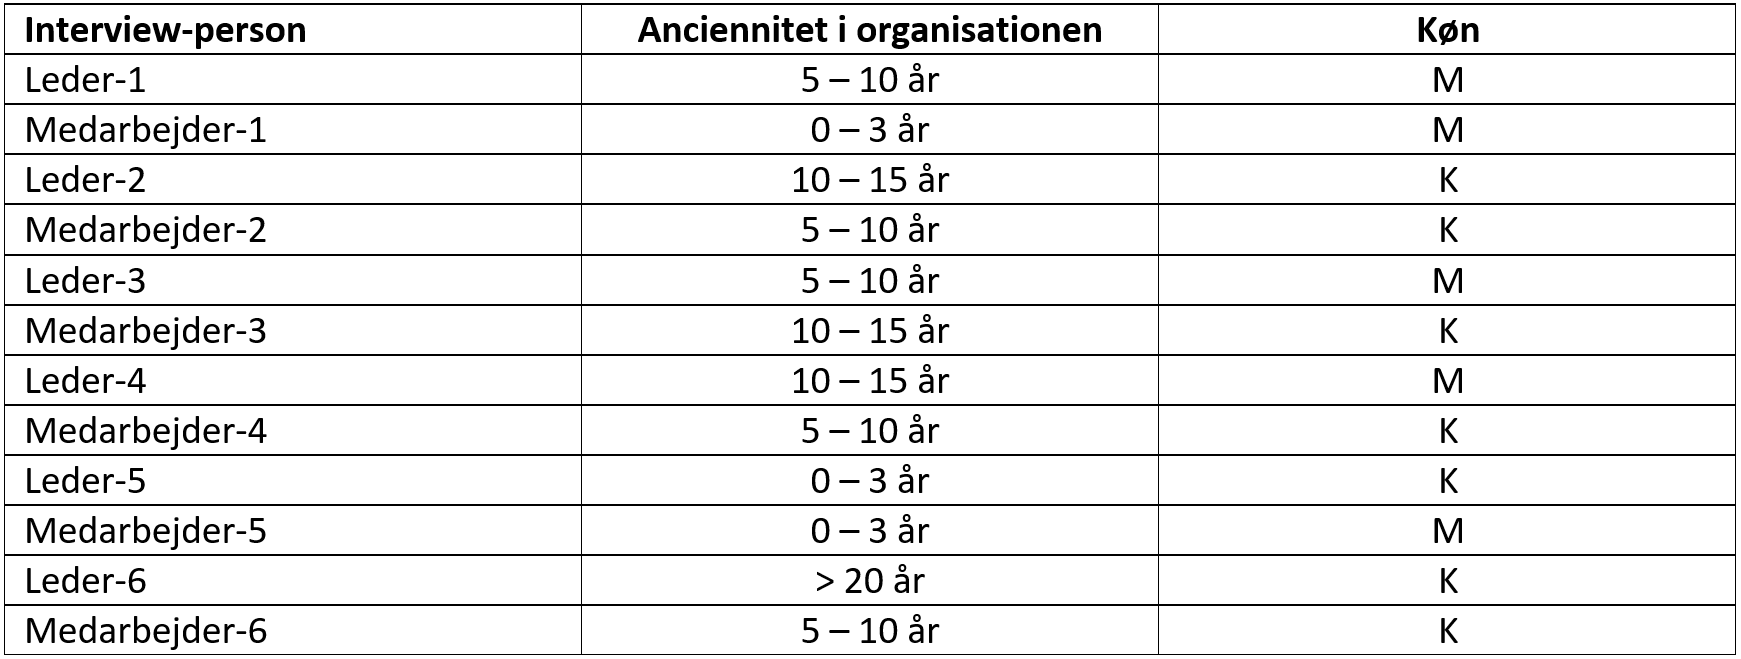 Interview-person Anciennitet i organisationen Køn
Leder-1 5 – 10 år M
Medarbejder-1 0 – 3 år M
Leder-2 10 – 15 år K
Medarbejder-2 5 – 10 år K
Leder-3 5 – 10 år M
Medarbejder-3 10 – 15 år K
Leder-4 10 – 15 år M
Medarbejder-4 5 – 10 år K
Leder-5 0 – 3 år K
Medarbejder-5 0 – 3 år M
Leder-6 > 20 år K
Medarbejder-6 5 – 10 år K